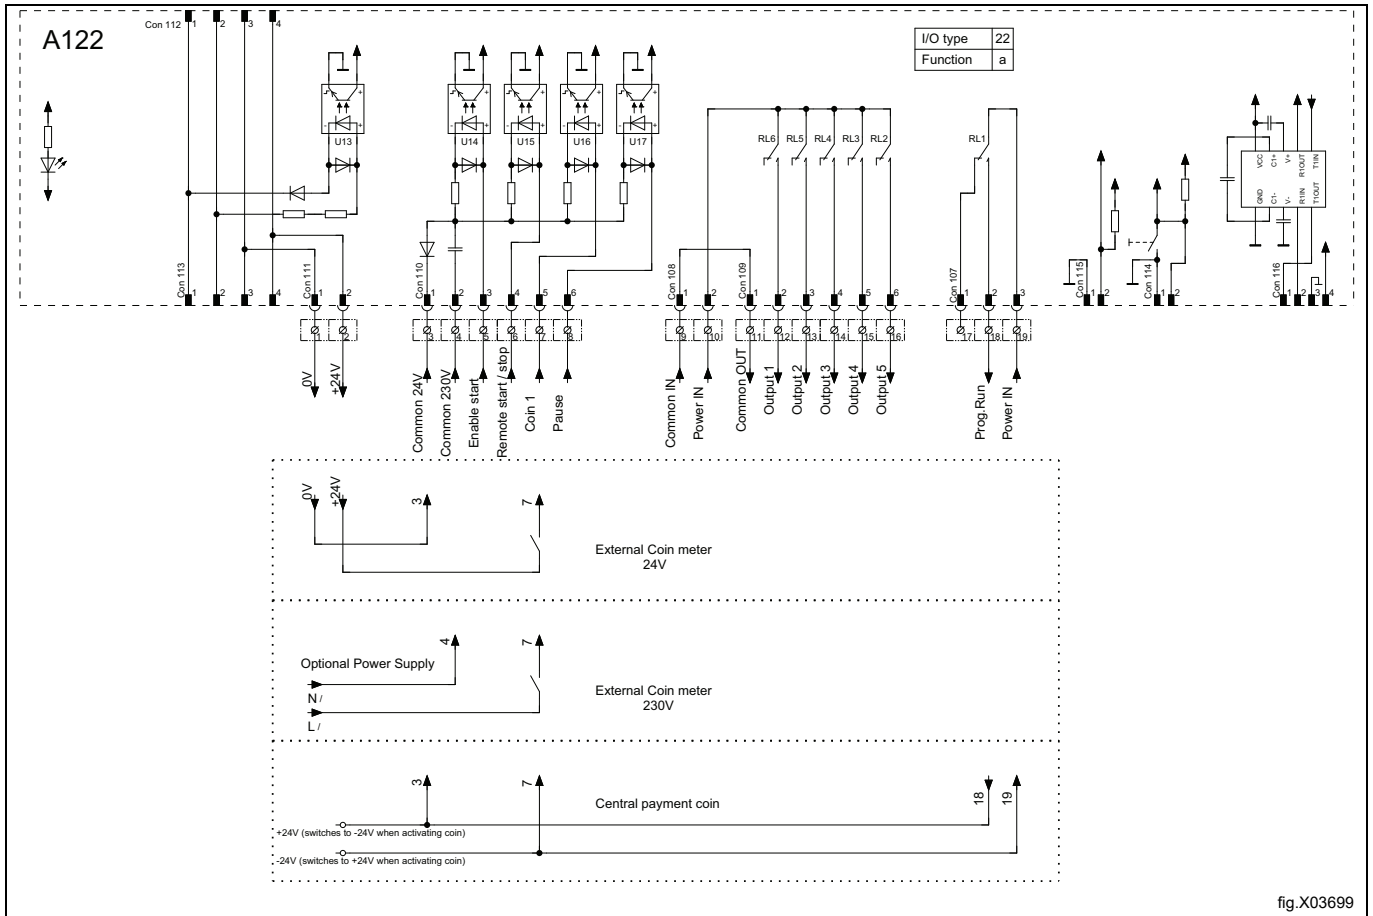 Con 112 1 2 3 4
A122
I/O type 22
Function a
U13 U14 U15 U16 U17
RL6 RL5 RL4 RL3 RL2 RL1
VCC C1+ V+ R1OUT T1IN
GND C1- V- R1IN T1OUT
Con 113 1 2 3 4
Con 111 1 2
Con 110 1 2 3 4 5 6
Con 108 1 2
Con 109 1 2 3 4 5 6
Con 107 1 2 3
Con 115 1 2
Con 114 1 2
Con 116 1 2 3 4
1 2 3 4 5 6 7 8 9 10 11 12 13 14 15 16 17 18 19
0V
+24V
Common 24V
Common 230V
Enable start
Remote start / stop
Coin 1
Pause
Common IN
Power IN
Common OUT
Output 1
Output 2
Output 3
Output 4
Output 5
Prog.Run
Power IN
0V +24V 3 7
External Coin meter
24V
4 7
Optional Power Supply
N /
L /
External Coin meter
230V
3 7 18 19
Central payment coin
+24V (switches to -24V when activating coin)
-24V (switches to +24V when activating coin)
fig.X03699